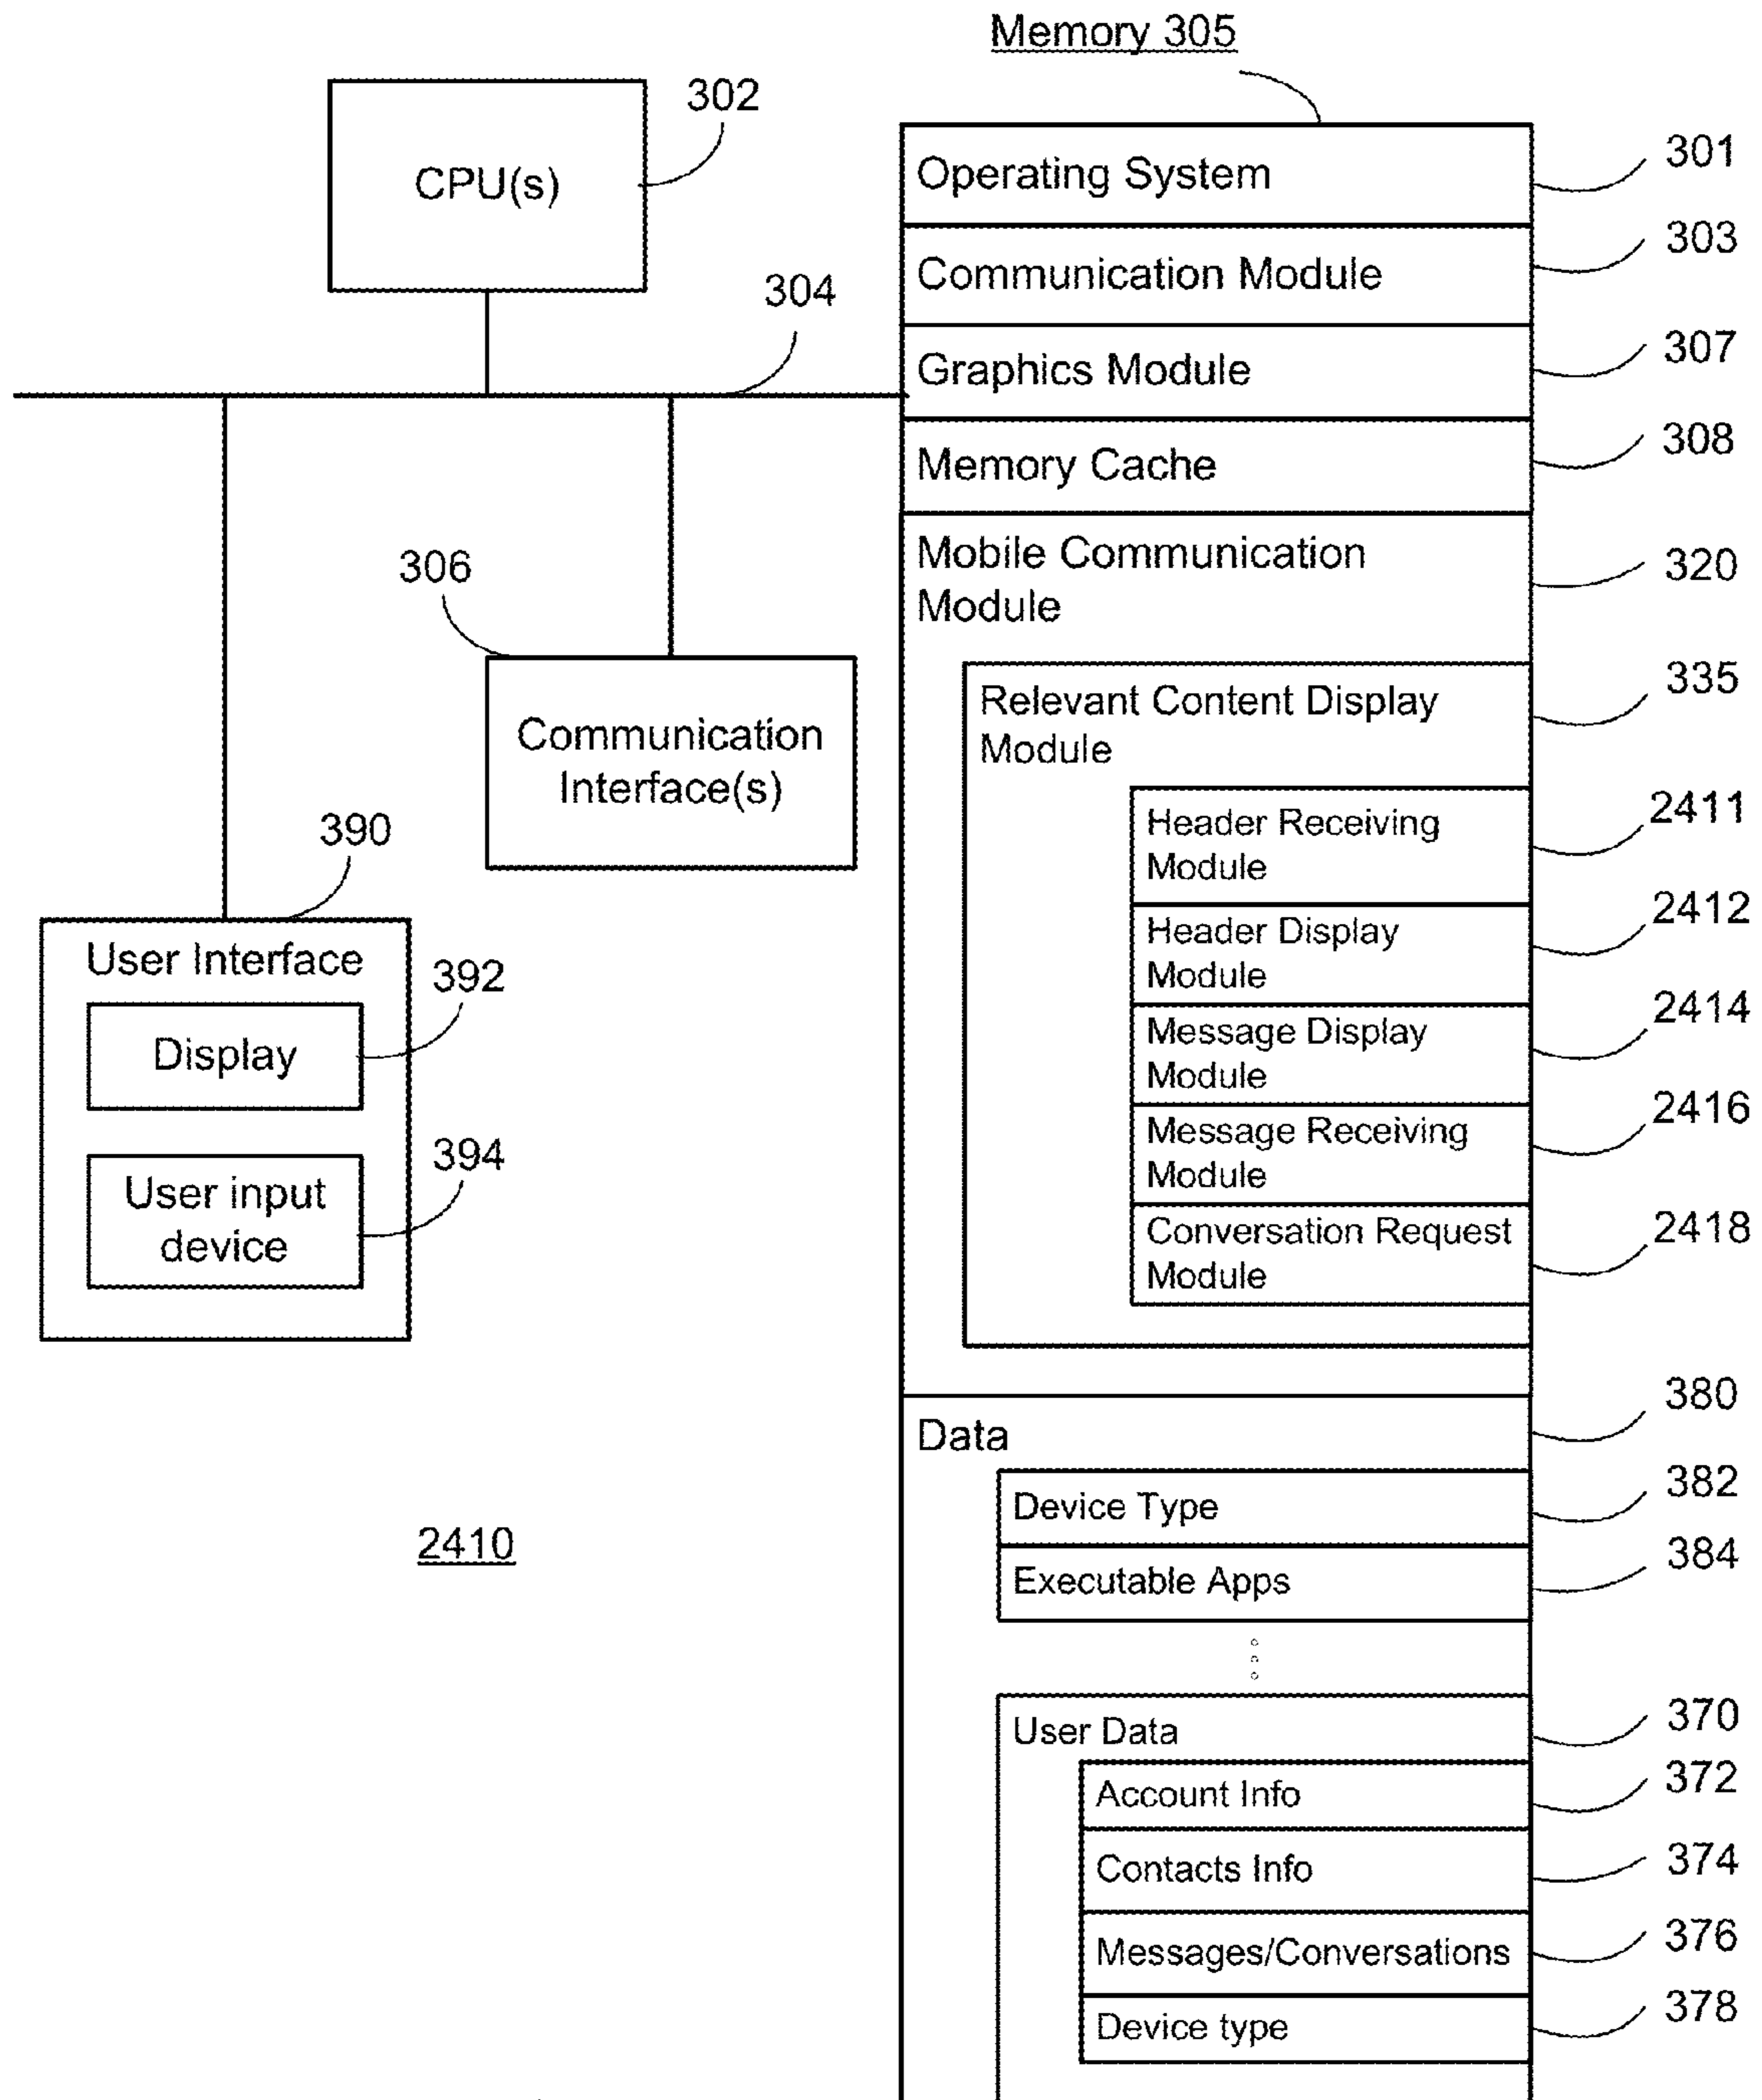 Memory 305
302
CPU(s)
304
306
Communication
Interface(s)
390
User Interface
392
Display
394
User input
device
2410
Operating System
301
Communication Module
303
Graphics Module
307
Memory Cache
308
Mobile Communication
Module
320
Relevant Content Display
Module
335
Header Receiving
Module
2411
Header Display
Module
2412
Message Display
Module
2414
Message Receiving
Module
2416
Conversation Request
Module
2418
Data
380
Device Type
382
Executable Apps
384
User Data
370
Account Info
372
Contacts Info
374
Messages/Conversations
376
Device type
378